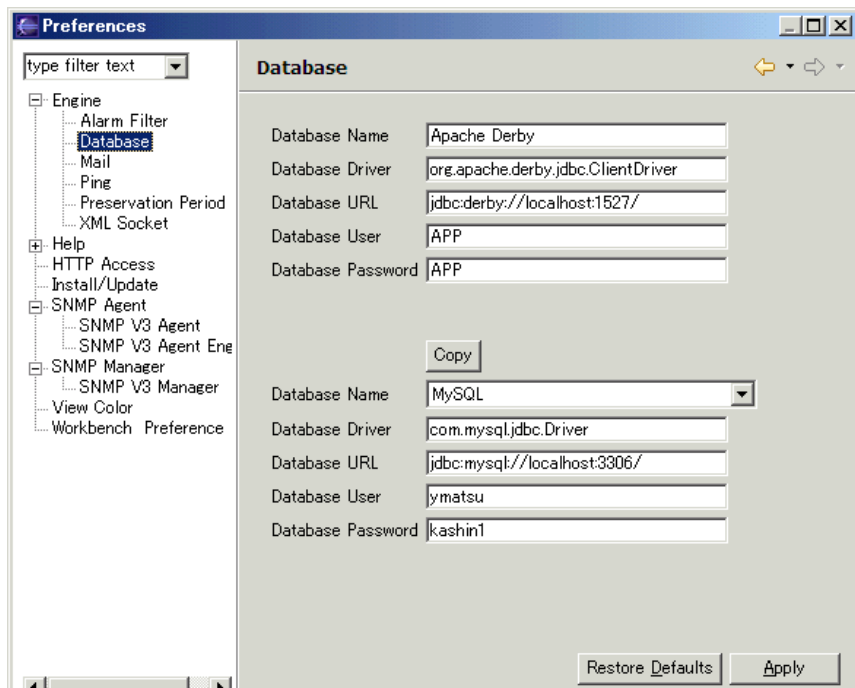 Preferences
type filter text
Database
Engine
Alarm Filter
Database
Mail
Ping
Preservation Period
XML Socket
Help
HTTP Access
Install/Update
SNMP Agent
SNMP V3 Agent
SNMP V3 Agent Eng
SNMP Manager
SNMP V3 Manager
View Color
Workbench Preference
Database Name Apache Derby
Database Driver org.apache.derby.jdbc.ClientDriver
Database URL jdbc:derby://localhost:1527/
Database User APP
Database Password APP
Copy
Database Name MySQL
Database Driver com.mysql.jdbc.Driver
Database URL jdbc:mysql://localhost:3306/
Database User ymatsu
Database Password kashin1
Restore Defaults Apply